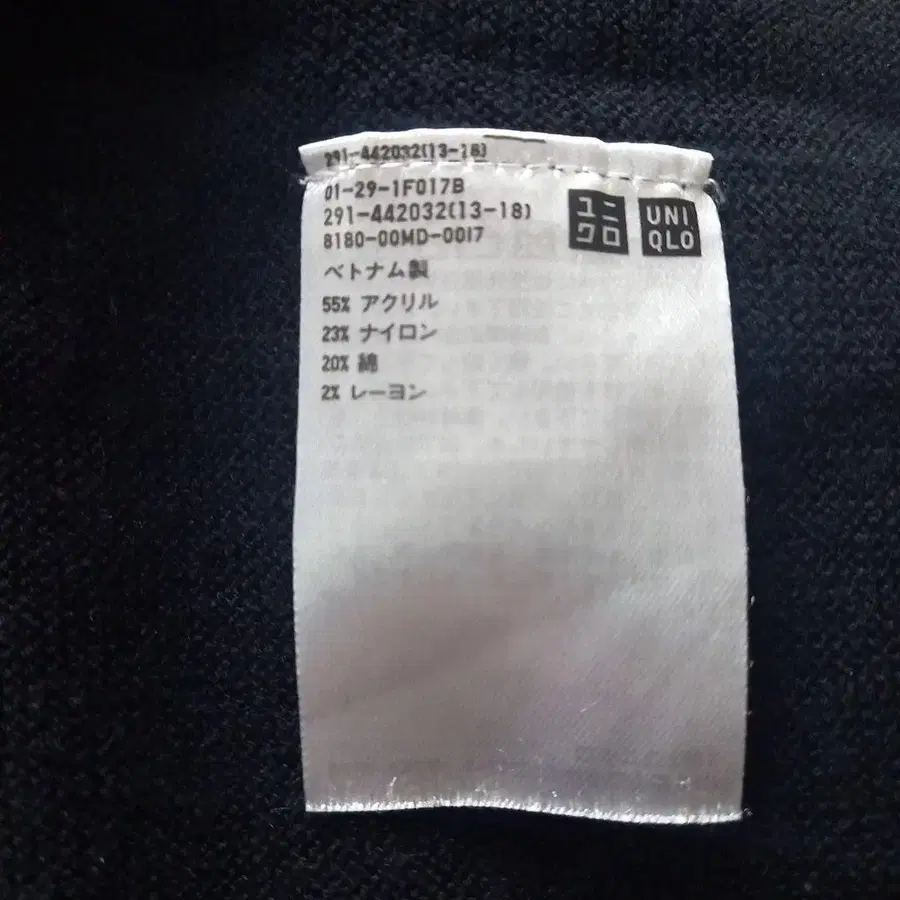 291-442032(13-18)
01-29-1F017B
291-442032(13-18)
8180-00MD-0017
ユニ
クロ
UNI
QLO
ベトナム製
55% アクリル
23% ナイロン
20% 綿
2% レーヨン